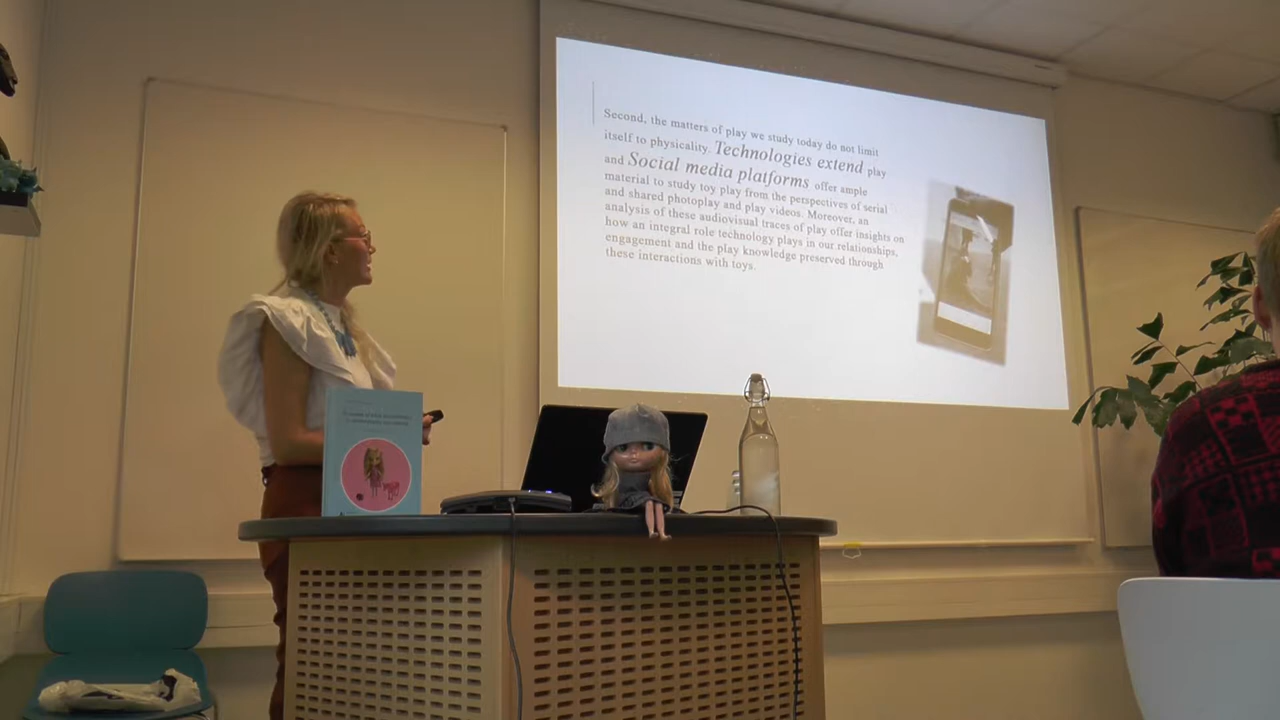 Second, the matters of play we study today do not limit
itself to physicality. Technologies extend play
and Social media platforms offer ample
material to study toy play from the perspectives of serial
and shared photoplay and play videos. Moreover, an
analysis of these audiovisual traces of play offer insights on
how an integral role technology plays in our relationships,
engagement and the play knowledge preserved through
these interactions with toys.